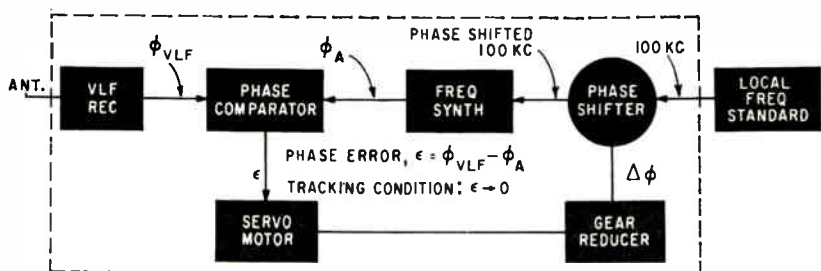 ANT.
VLF
REC
ϕVLF
PHASE
COMPARATOR
ϕA
FREQ
SYNTH
PHASE SHIFTED
100 KC
PHASE
SHIFTER
100 KC
LOCAL
FREQ
STANDARD
PHASE ERROR, ϵ = ϕVLF − ϕA
ϵ
TRACKING CONDITION: ϵ → 0
Δϕ
SERVO
MOTOR
GEAR
REDUCER